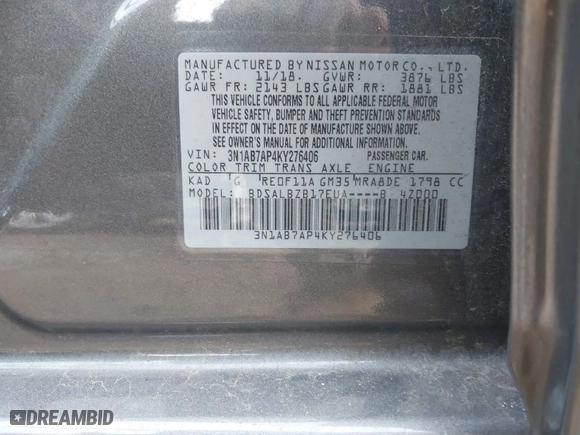 MANUFACTURED BY NISSAN MOTOR CO., LTD.
DATE: 11/18. GVWR: 3876 LBS
GAWR FR: 2143 LBS GAWR RR: 1881 LBS
THIS VEHICLE CONFORMS TO ALL APPLICABLE FEDERAL MOTOR
VEHICLE SAFETY, BUMPER AND THEFT PREVENTION STANDARDS
IN EFFECT ON THE DATE OF MANUFACTURE SHOWN ABOVE.
SEE OWNER'S MANUAL FOR ADDITIONAL INFORMATION.
VIN: 3N1AB7AP4KY276406 PASSENGER CAR.
COLOR TRIM TRANS AXLE ENGINE
KAD G RE0F11A GM35 MRA8DE 1798 CC
MODEL: BDSALBZB17EUA----B 4Z000
3N1AB7AP4KY276406
DREAMBID